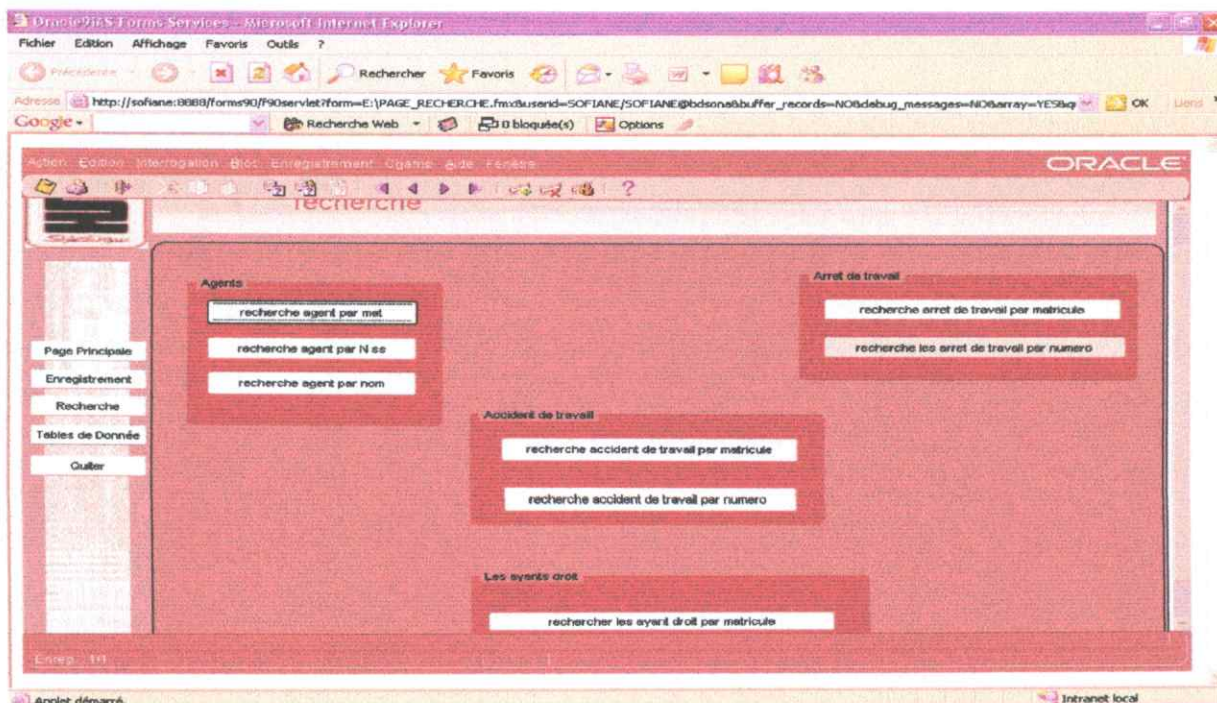 Oracle9iAS Forms Services - Microsoft Internet Explorer
Fichier Edition Affichage Favoris Outils ?
Précédente Rechercher Favoris
Adresse http://sofiane:8888/forms90/f90servlet?form=E:\PAGE_RECHERCHE.fmx&userid=SOFIANE/SOFIANE@bdsona&buffer_records=NO&debug_messages=NO&array=YES&q OK Liens
Google Recherche Web 0 bloquée(s) Options
Action Edition Interrogation Bloc Enregistrement Champ Aide Fenêtre ORACLE
recherche
Agents
recherche agent par mat
recherche agent par N ss
recherche agent par nom
Arret de travail
recherche arret de travail par matricule
recherche les arret de travail par numero
Page Principale
Enregistrement
Recherche
Tables de Donnée
Quiter
Accident de travail
recherche accident de travail par matricule
recherche accident de travail par numero
Les ayants droit
rechercher les ayant droit par matricule
Enrep. 1/1
Applet démarré. Intranet local